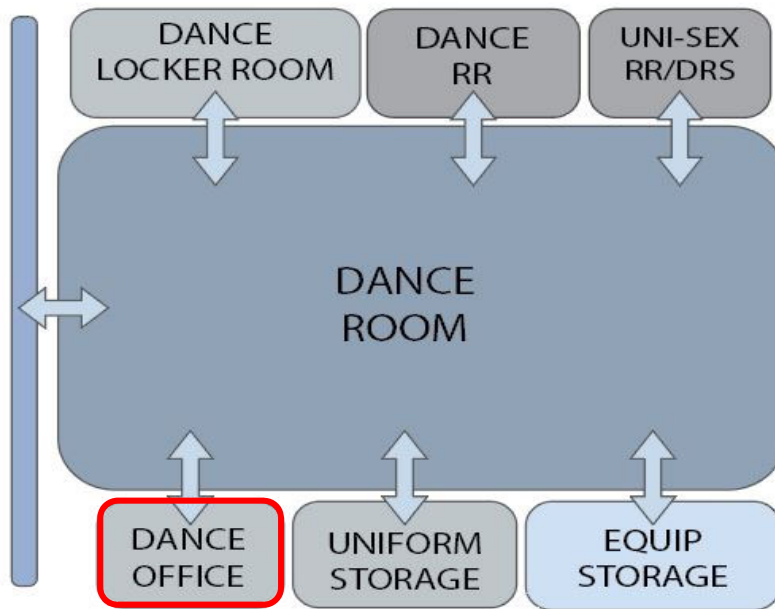 DANCE
LOCKER ROOM
DANCE
RR
UNI-SEX
RR/DRS
DANCE
ROOM
DANCE
OFFICE
UNIFORM
STORAGE
EQUIP
STORAGE